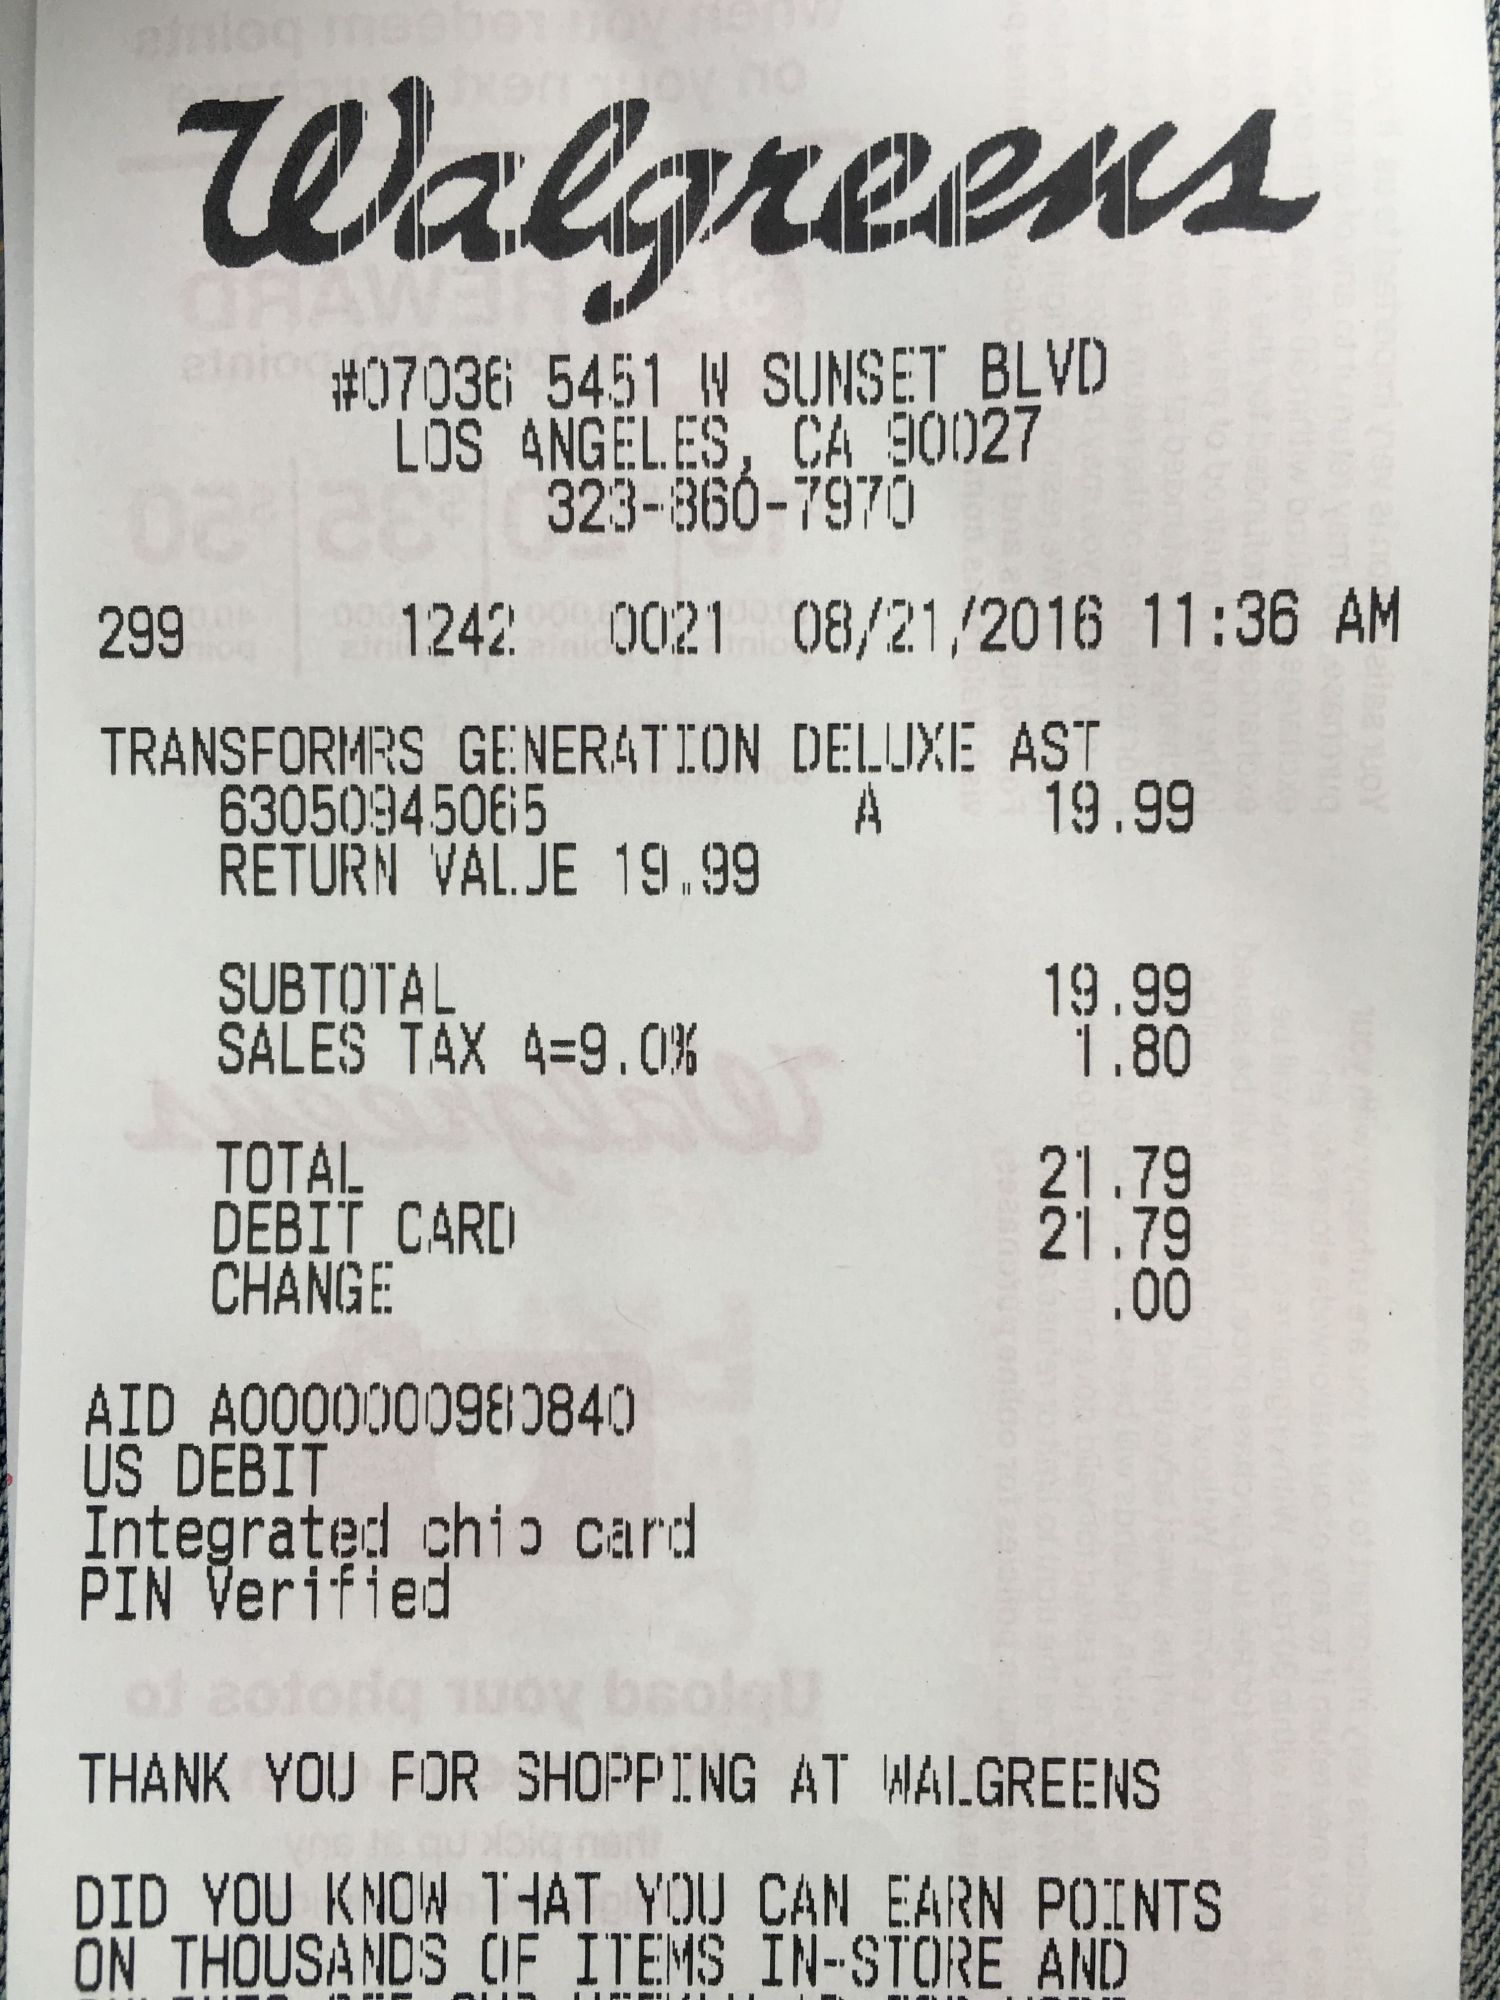 Walgreens
#07036 5451 W SUNSET BLVD
LOS ANGELES, CA 90027
323-860-7970
299 1242 0021 08/21/2016 11:36 AM
TRANSFORMRS GENERATION DELUXE AST
63050945065 A 19.99
RETURN VALUE 19.99
SUBTOTAL 19.99
SALES TAX A=9.0% 1.80
TOTAL 21.79
DEBIT CARD 21.79
CHANGE .00
AID A0000000980840
US DEBIT
Integrated chip card
PIN Verified
THANK YOU FOR SHOPPING AT WALGREENS
DID YOU KNOW THAT YOU CAN EARN POINTS
ON THOUSANDS OF ITEMS IN-STORE AND